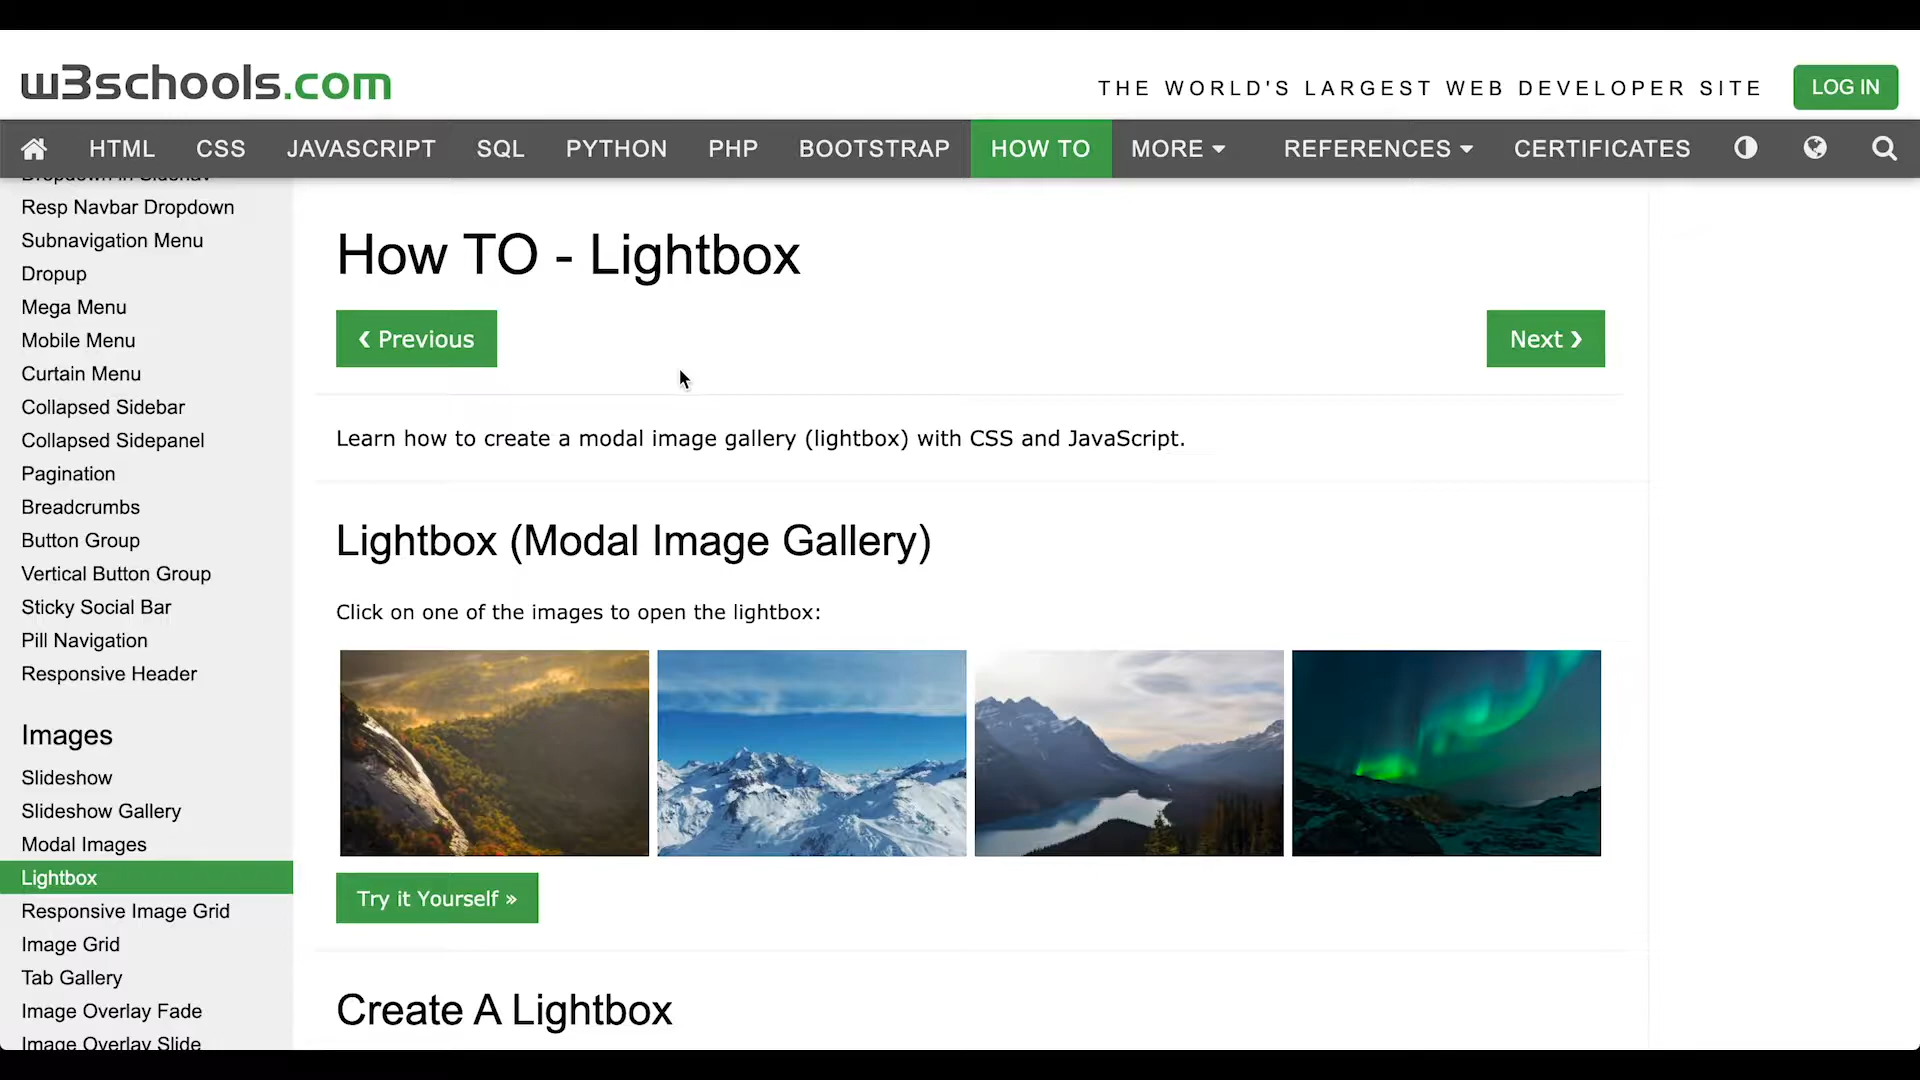 w3schools.com
THE WORLD'S LARGEST WEB DEVELOPER SITE
LOG IN
HTML CSS JAVASCRIPT SQL PYTHON PHP BOOTSTRAP HOW TO MORE REFERENCES CERTIFICATES
Dropdown in Sidenav
Resp Navbar Dropdown
Subnavigation Menu
Dropup
Mega Menu
Mobile Menu
Curtain Menu
Collapsed Sidebar
Collapsed Sidepanel
Pagination
Breadcrumbs
Button Group
Vertical Button Group
Sticky Social Bar
Pill Navigation
Responsive Header
Images
Slideshow
Slideshow Gallery
Modal Images
Lightbox
Responsive Image Grid
Image Grid
Tab Gallery
Image Overlay Fade
Image Overlay Slide
How TO - Lightbox
❮ Previous
Next ❯
Learn how to create a modal image gallery (lightbox) with CSS and JavaScript.
Lightbox (Modal Image Gallery)
Click on one of the images to open the lightbox:
Try it Yourself »
Create A Lightbox